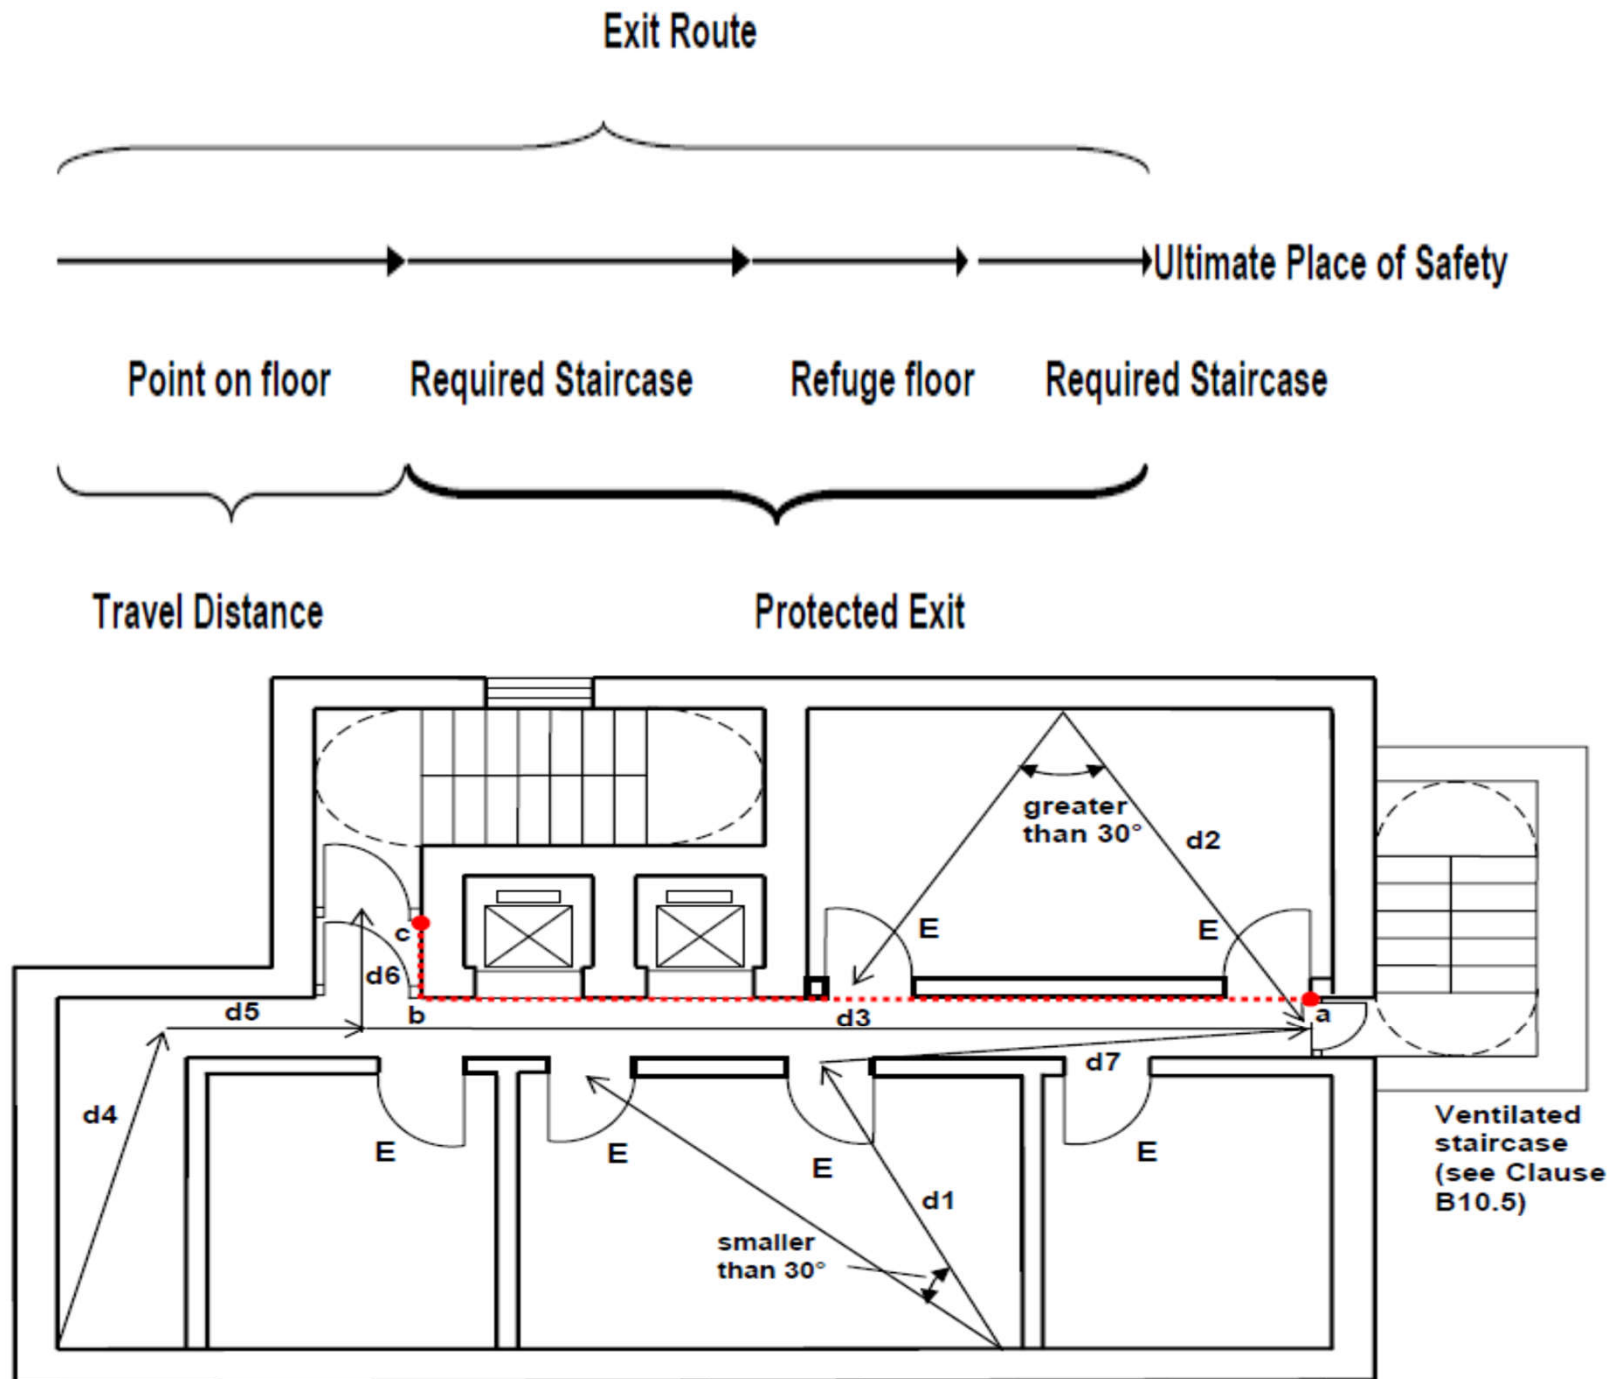 Exit Route
Ultimate Place of Safety
Point on floor
Required Staircase
Refuge floor
Required Staircase
Travel Distance
Protected Exit
greater
than 30°
d2
E
E
c
d6
d5
b
d3
a
d7
d4
E
E
E
E
d1
smaller
than 30°
Ventilated
staircase
(see Clause
B10.5)